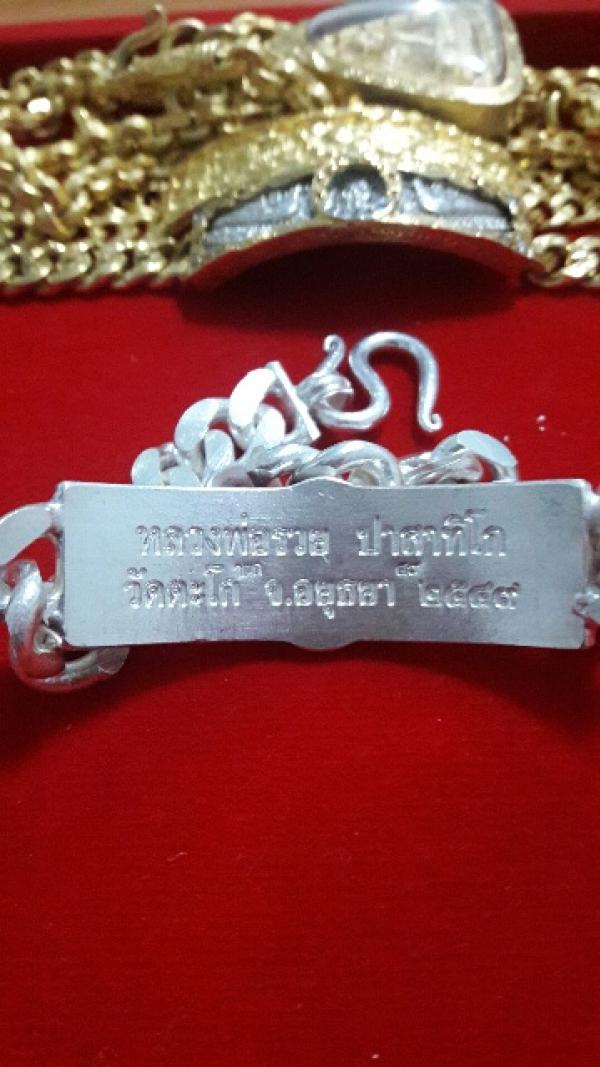 หลวงพ่อรวย ปาสาทิโก
วัดตะโก จ.อยุธยา ๒๕๔๙